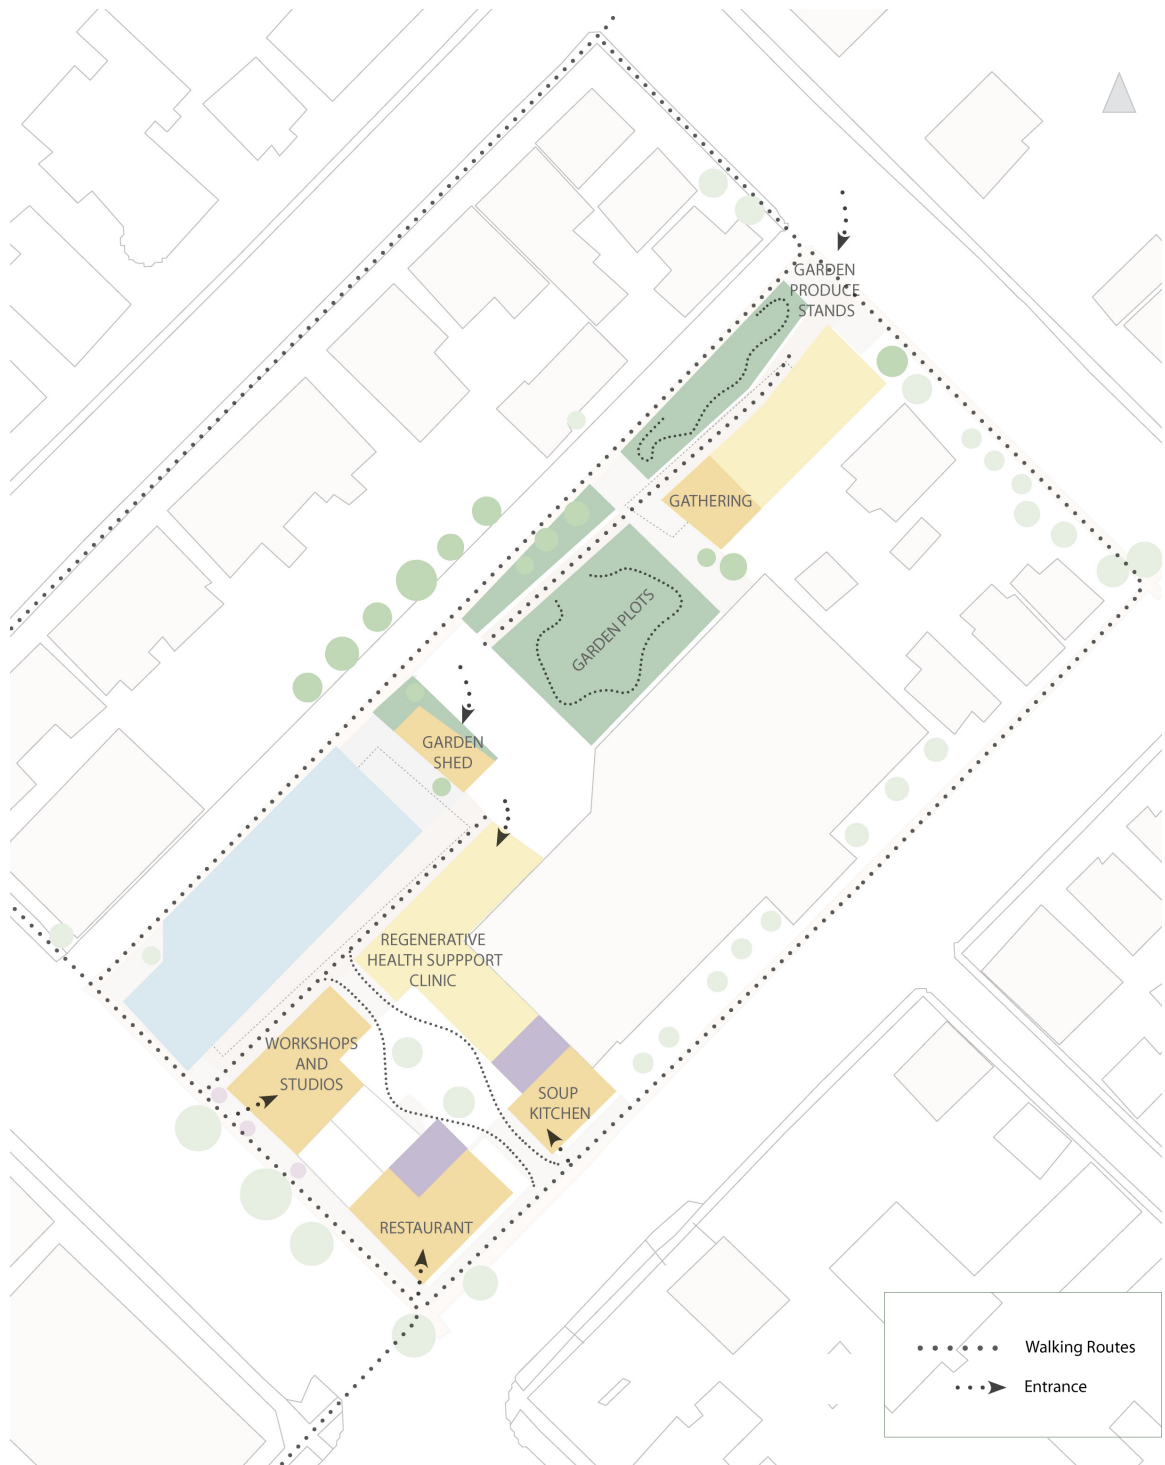 GARDEN
PRODUCE
STANDS
GATHERING
GARDEN PLOTS
GARDEN
SHED
REGENERATIVE
HEALTH SUPPPORT
CLINIC
WORKSHOPS
AND
STUDIOS
SOUP
KITCHEN
RESTAURANT
Walking Routes
Entrance